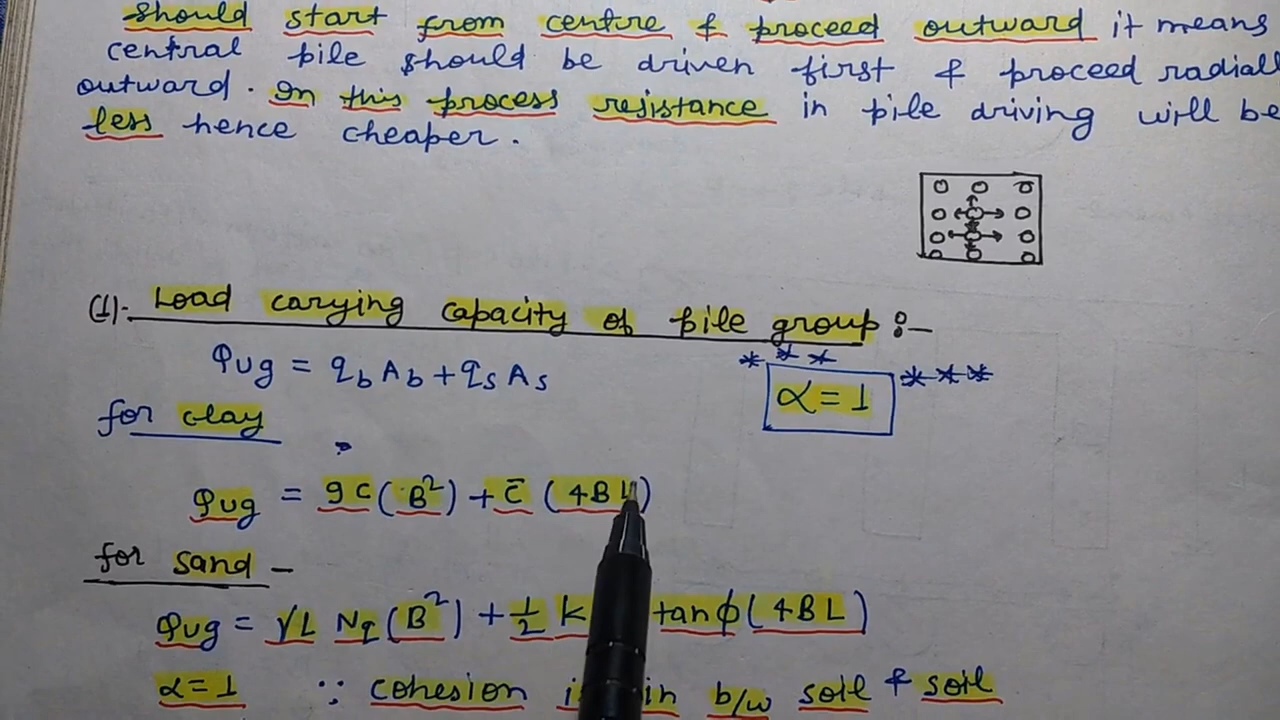 should start from centre & proceed outward it means
central pile should be driven first & proceed radiall
outward. In this process resistance in pile driving will be
less hence cheaper.
(1). Load carying capacity of pile group :-
Qug = qb Ab + qs As
* * *
α = 1
* * *
for clay
Qug = 9c (B²) + c̄ (4BL)
for sand -
Qug = γL Nq (B²) + 1/2 K tanϕ (4BL)
α = 1 ∵ cohesion in b/w soil & soil